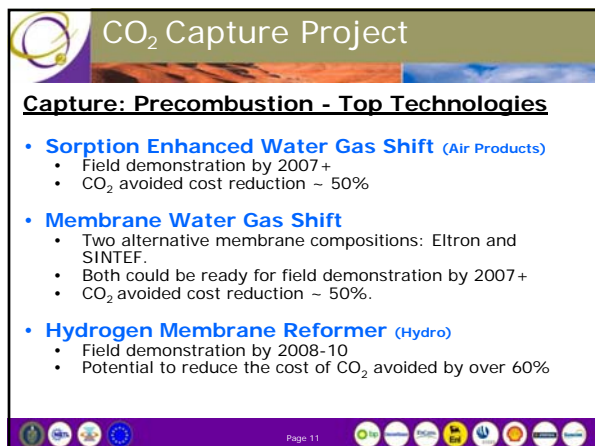 CO₂ Capture Project
Capture: Precombustion - Top Technologies
• Sorption Enhanced Water Gas Shift (Air Products)
• Field demonstration by 2007+
• CO₂ avoided cost reduction ~ 50%
• Membrane Water Gas Shift
• Two alternative membrane compositions: Eltron and
SINTEF.
• Both could be ready for field demonstration by 2007+
• CO₂ avoided cost reduction ~ 50%.
• Hydrogen Membrane Reformer (Hydro)
• Field demonstration by 2008-10
• Potential to reduce the cost of CO₂ avoided by over 60%
Page 11
bp
Eni